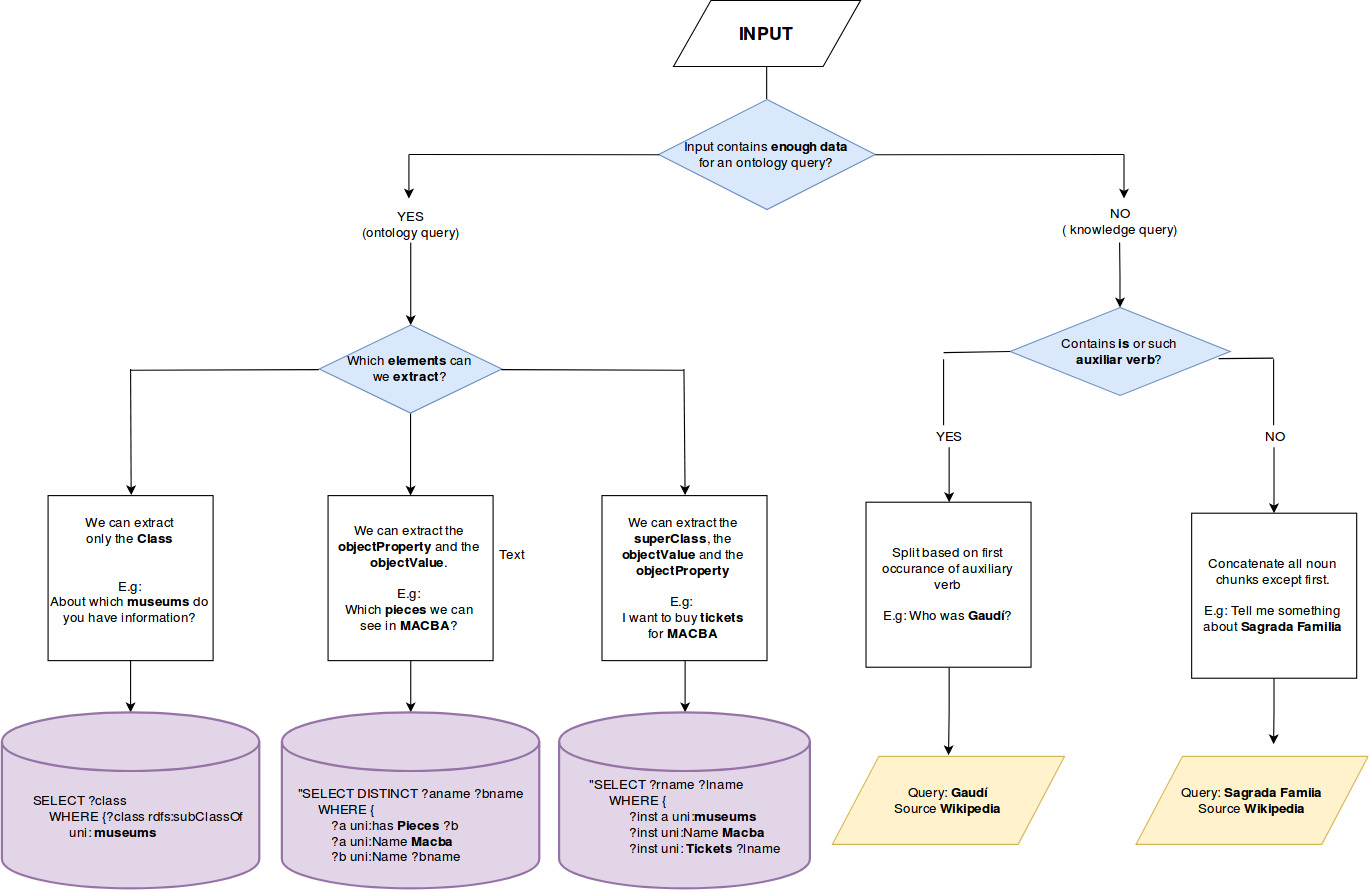 INPUT
Input contains enough data
for an ontology query?
YES
(ontology query)
NO
( knowledge query)
Which elements can
we extract?
Contains is or such
auxiliar verb?
YES
NO
We can extract
only the Class
E.g:
About which museums do
you have information?
We can extract the
objectProperty and the
objectValue.
E.g:
Which pieces we can
see in MACBA?
Text
We can extract the
superClass, the
objectValue and the
objectProperty
E.g:
I want to buy tickets
for MACBA
Split based on first
occurance of auxiliary
verb
E.g: Who was Gaudí?
Concatenate all noun
chunks except first.
E.g: Tell me something
about Sagrada Familia
SELECT ?class
WHERE {?class rdfs:subClassOf
uni: museums
"SELECT DISTINCT ?aname ?bname
WHERE {
?a uni:has Pieces ?b
?a uni:Name Macba
?b uni:Name ?bname
"SELECT ?rname ?lname
WHERE {
?inst a uni:museums
?inst uni:Name Macba
?inst uni: Tickets ?lname
Query: Gaudí
Source Wikipedia
Query: Sagrada Famiia
Source Wikipedia